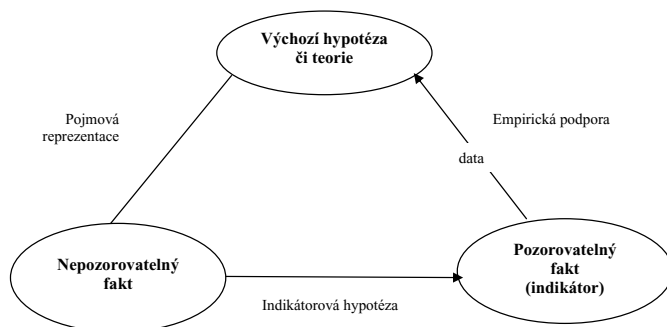 Výchozí hypotéza
či teorie
Pojmová
reprezentace
Empirická podpora
data
Nepozorovatelný
fakt
Pozorovatelný
fakt
(indikátor)
Indikátorová hypotéza